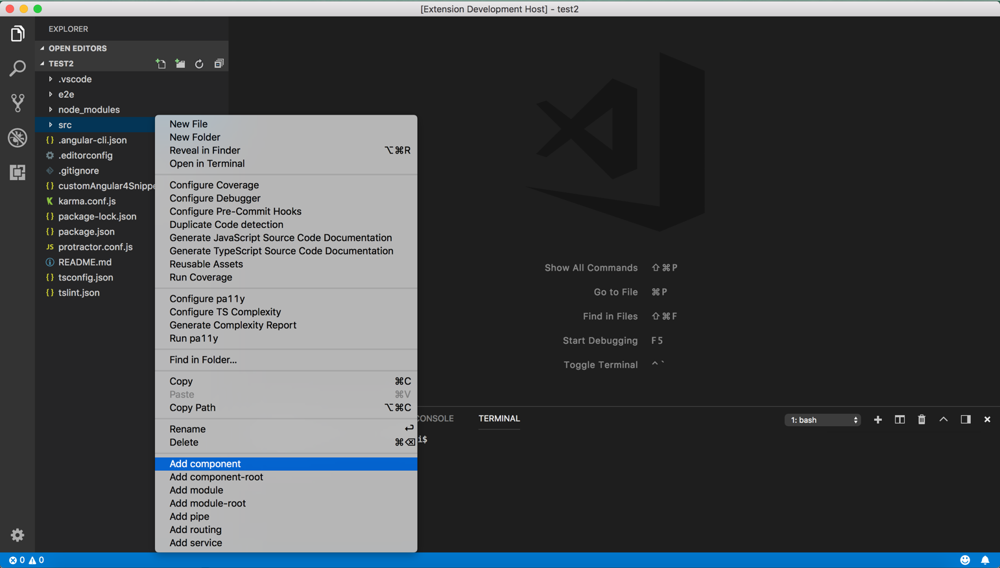 [Extension Development Host] - test2
EXPLORER
OPEN EDITORS
TEST2
.vscode
e2e
node_modules
src
{} .angular-cli.json
.editorconfig
.gitignore
{} customAngular4Snippe
K karma.conf.js
{} package-lock.json
{} package.json
JS protractor.conf.js
README.md
{} tsconfig.json
{} tslint.json
New File
New Folder
Reveal in Finder ⌥⌘R
Open in Terminal
Configure Coverage
Configure Debugger
Configure Pre-Commit Hooks
Duplicate Code detection
Generate JavaScript Source Code Documentation
Generate TypeScript Source Code Documentation
Reusable Assets
Run Coverage
Configure pa11y
Configure TS Complexity
Generate Complexity Report
Run pa11y
Find in Folder...
Copy ⌘C
Paste ⌘V
Copy Path ⌥⌘C
Rename ↩
Delete ⌘⌫
Add component
Add component-root
Add module
Add module-root
Add pipe
Add routing
Add service
Show All Commands ⇧⌘P
Go to File ⌘P
Find in Files ⇧⌘F
Start Debugging F5
Toggle Terminal ^`
CONSOLE TERMINAL 1: bash
i$
0 0